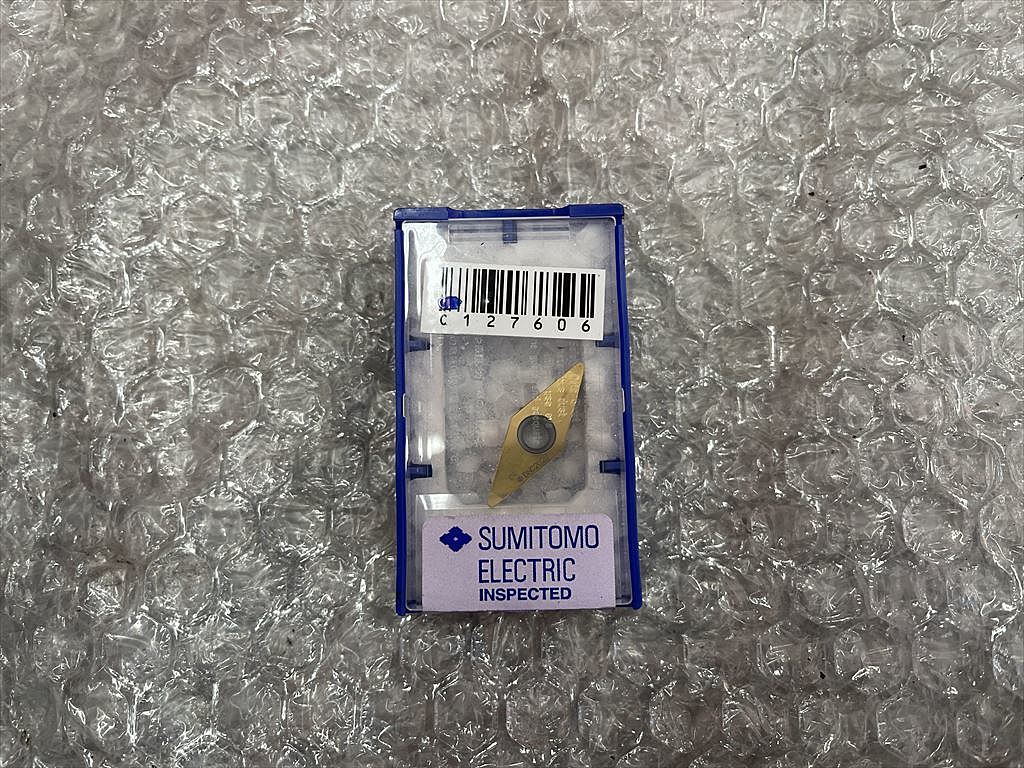 C127606
SUMITOMO
ELECTRIC
INSPECTED